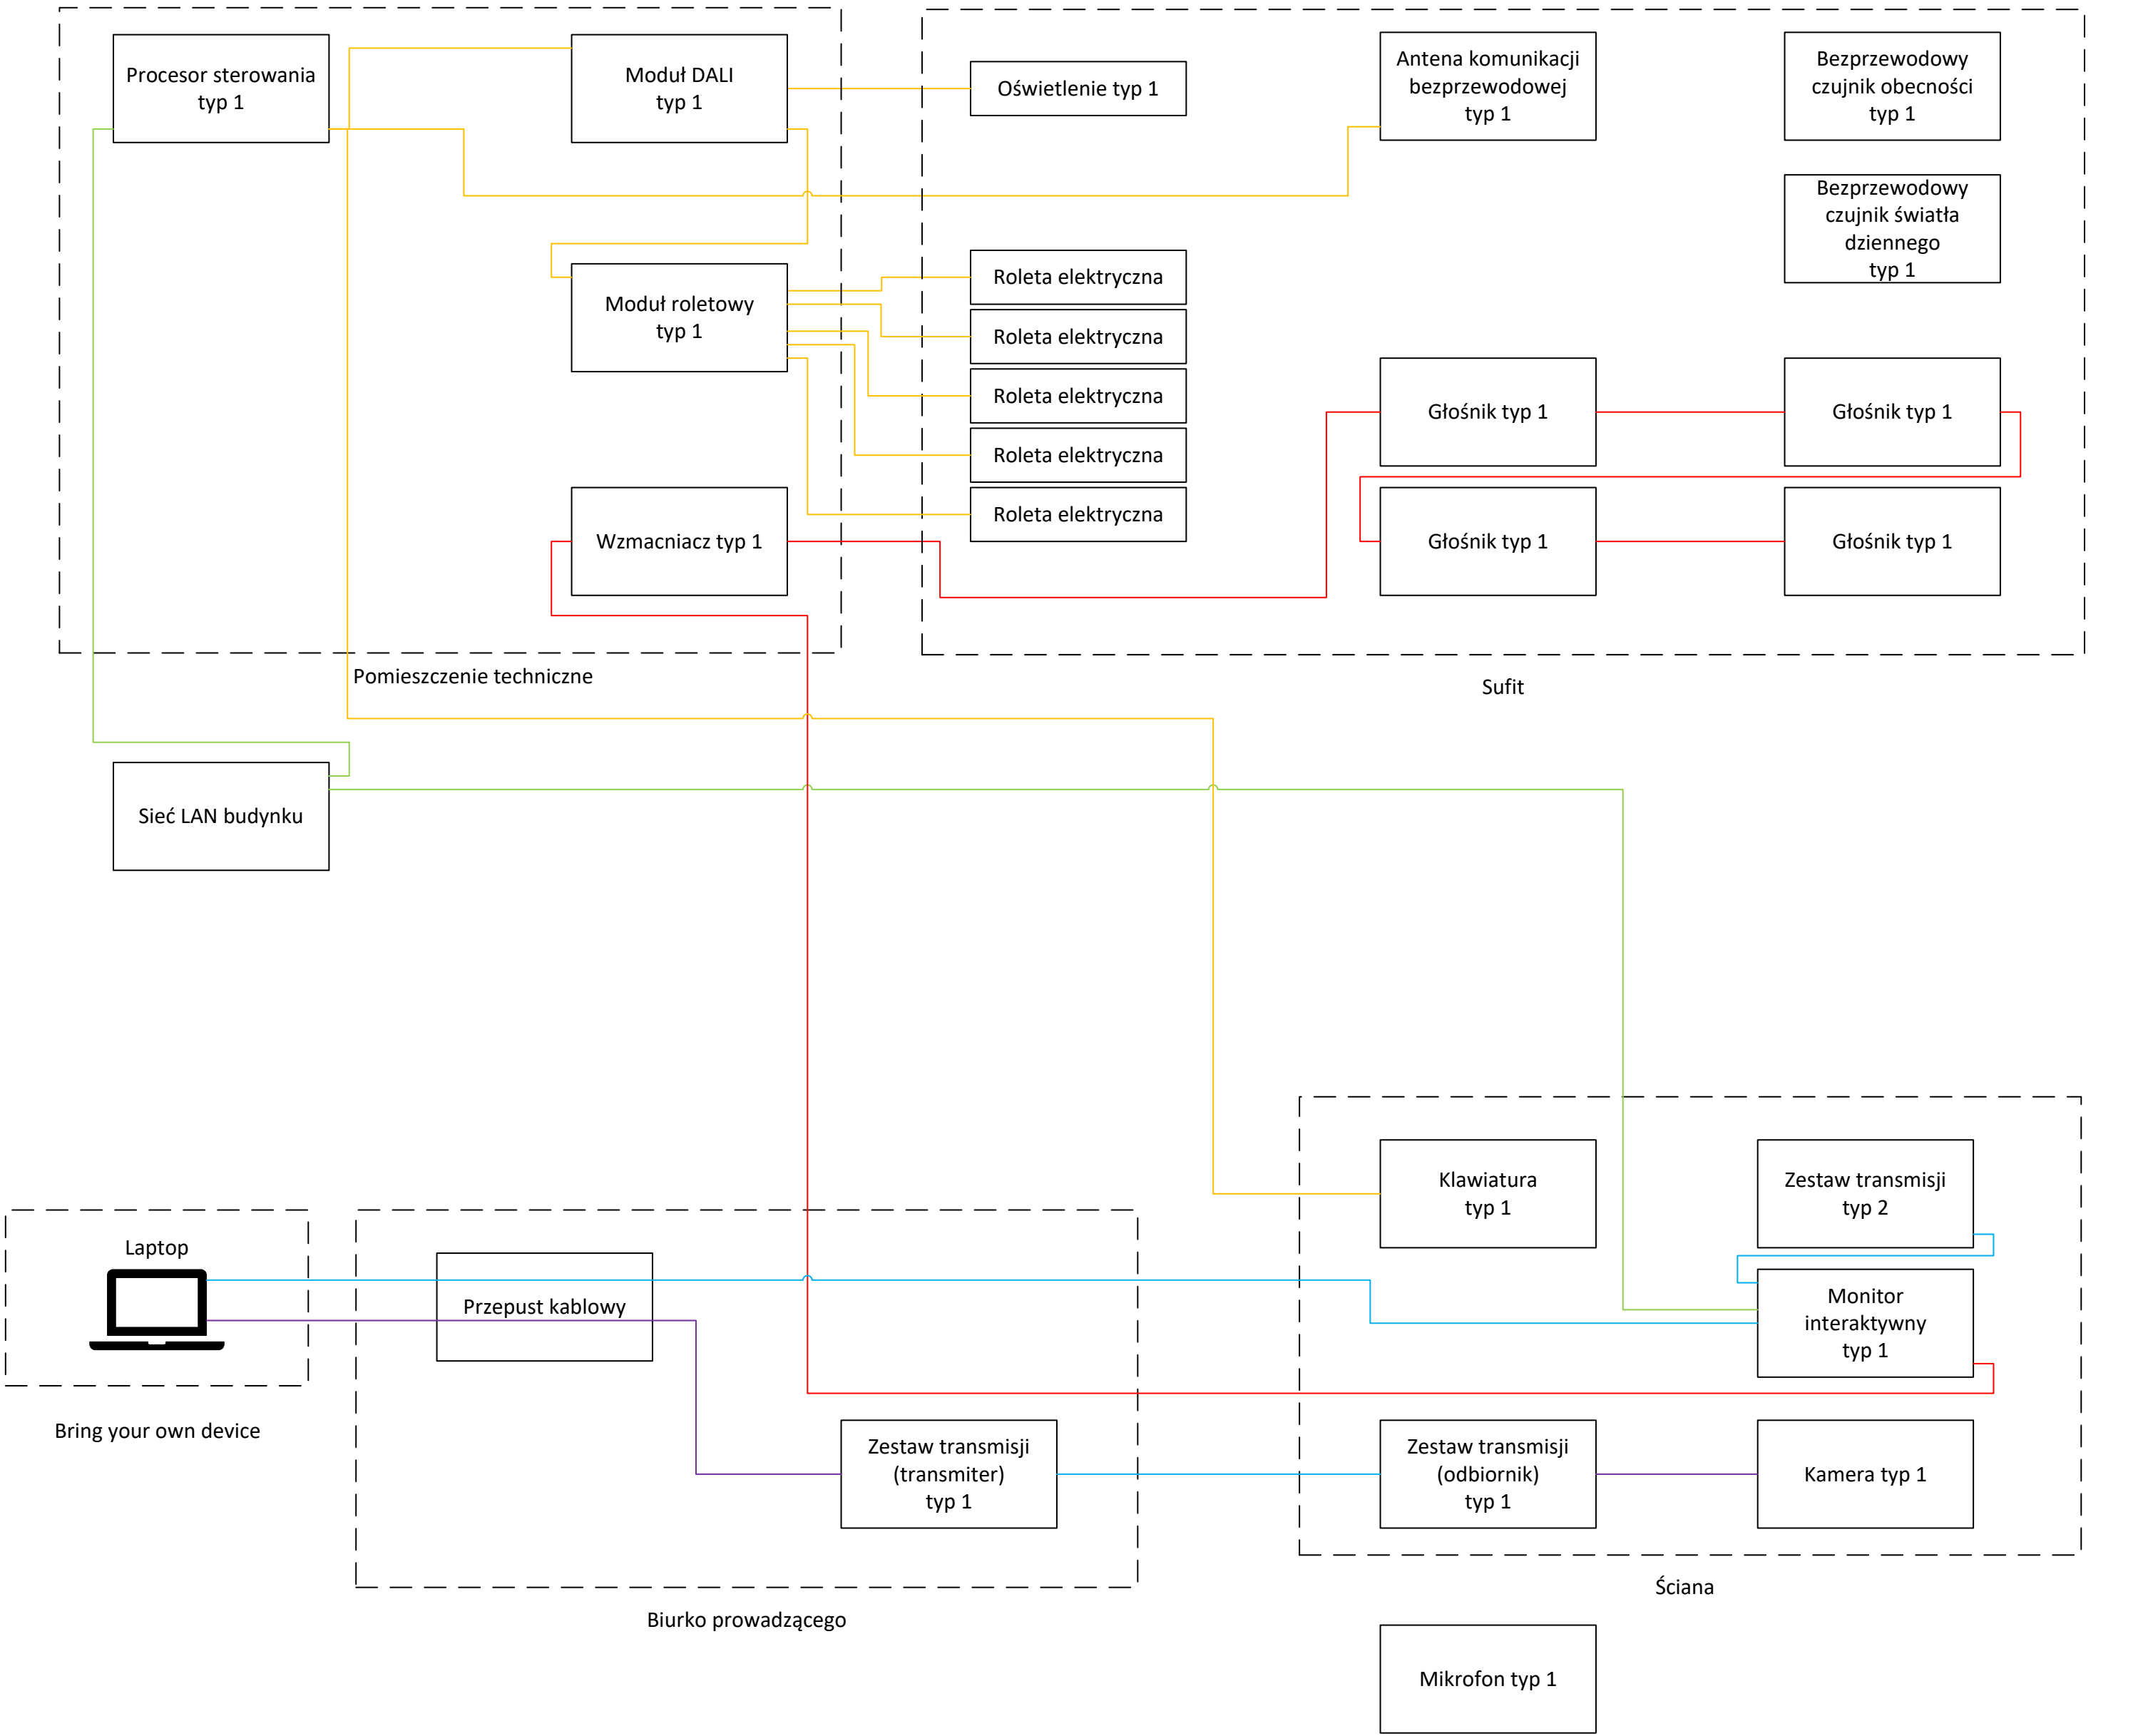 Procesor sterowania
typ 1
Moduł DALI
typ 1
Moduł roletowy
typ 1
Wzmacniacz typ 1
Pomieszczenie techniczne
Oświetlenie typ 1
Antena komunikacji
bezprzewodowej
typ 1
Bezprzewodowy
czujnik obecności
typ 1
Bezprzewodowy
czujnik światła
dziennego
typ 1
Roleta elektryczna
Roleta elektryczna
Roleta elektryczna
Roleta elektryczna
Roleta elektryczna
Głośnik typ 1
Głośnik typ 1
Głośnik typ 1
Głośnik typ 1
Sufit
Sieć LAN budynku
Laptop
Bring your own device
Przepust kablowy
Zestaw transmisji
(transmiter)
typ 1
Biurko prowadzącego
Klawiatura
typ 1
Zestaw transmisji
typ 2
Monitor
interaktywny
typ 1
Zestaw transmisji
(odbiornik)
typ 1
Kamera typ 1
Ściana
Mikrofon typ 1